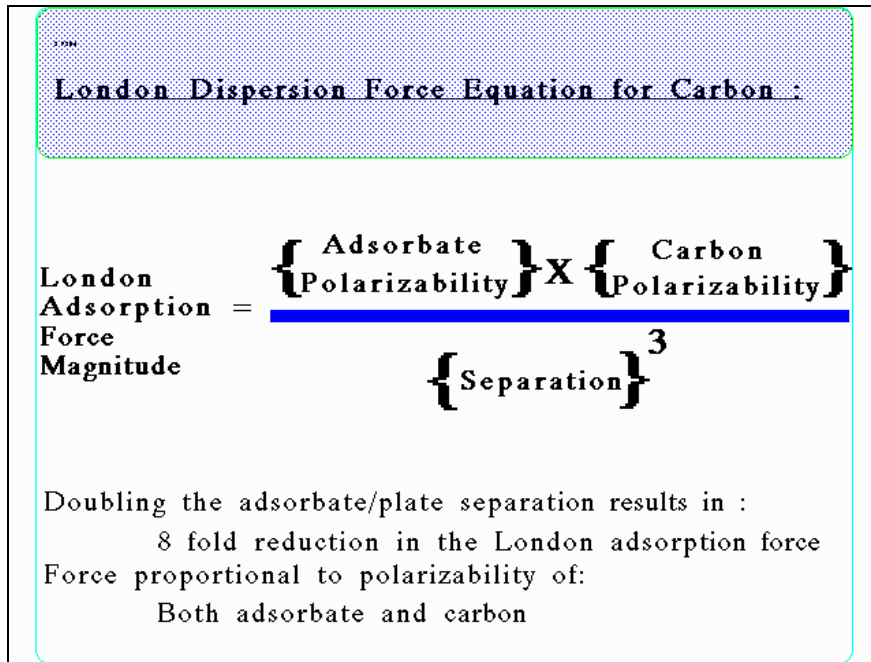 London Dispersion Force Equation for Carbon :
London Adsorption Force Magnitude = {Adsorbate Polarizability} X {Carbon Polarizability}
{Separation}3
Doubling the adsorbate/plate separation results in :
8 fold reduction in the London adsorption force
Force proportional to polarizability of:
Both adsorbate and carbon